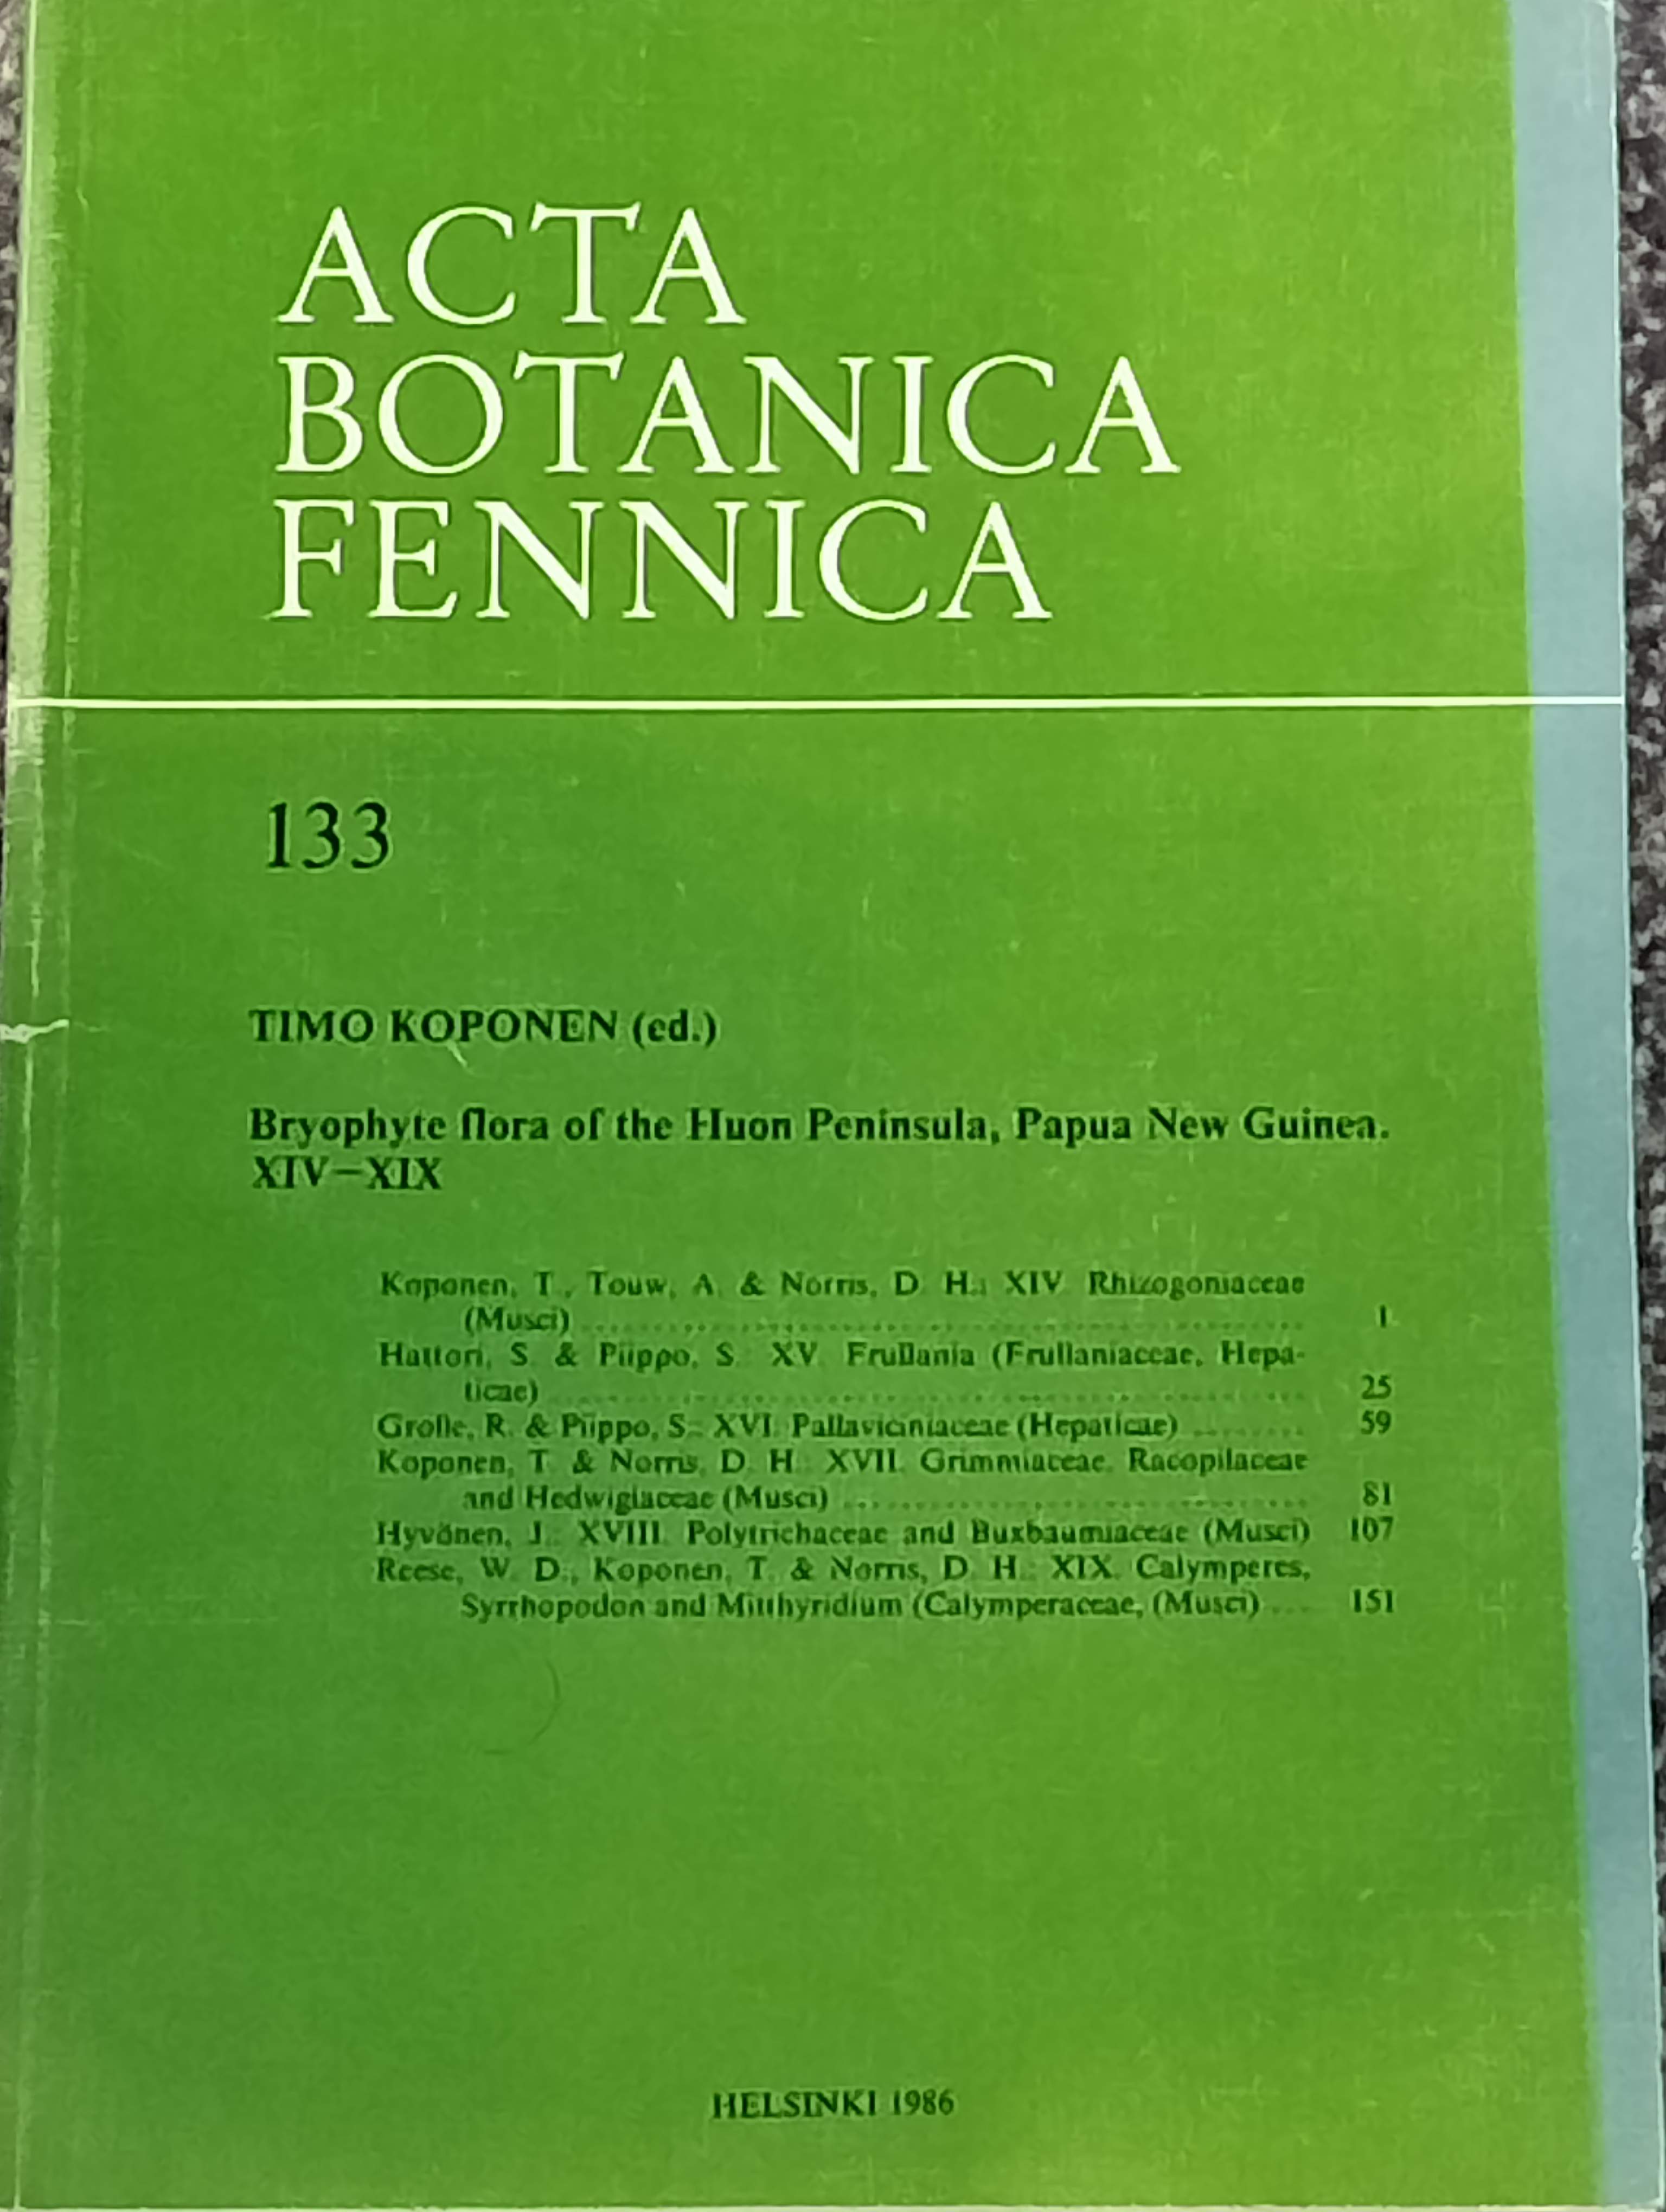 ACTA
BOTANICA
FENNICA
133
TIMO KOPONEN (ed.)
Bryophyte flora of the Huon Peninsula, Papua New Guinea.
XIV—XIX
Koponen, T., Touw, A. & Norris, D. H.: XIV. Rhizogoniaceae
(Musci) ........................................ 1
Hattori, S. & Piippo, S.: XV. Frullania (Frullaniaceae, Hepa-
ticae) ........................................ 25
Grolle, R. & Piippo, S.: XVI. Pallaviciniaceae (Hepaticae) ........ 59
Koponen, T. & Norris, D. H.: XVII. Grimmiaceae, Racopilaceae
and Hedwigiaceae (Musci) .............................. 81
Hyvönen, J.: XVIII. Polytrichaceae and Buxbaumiaceae (Musci) 107
Reese, W. D., Koponen, T. & Norris, D. H.: XIX. Calymperes,
Syrrhopodon and Mitthyridium (Calymperaceae, (Musci) ... 151
HELSINKI 1986